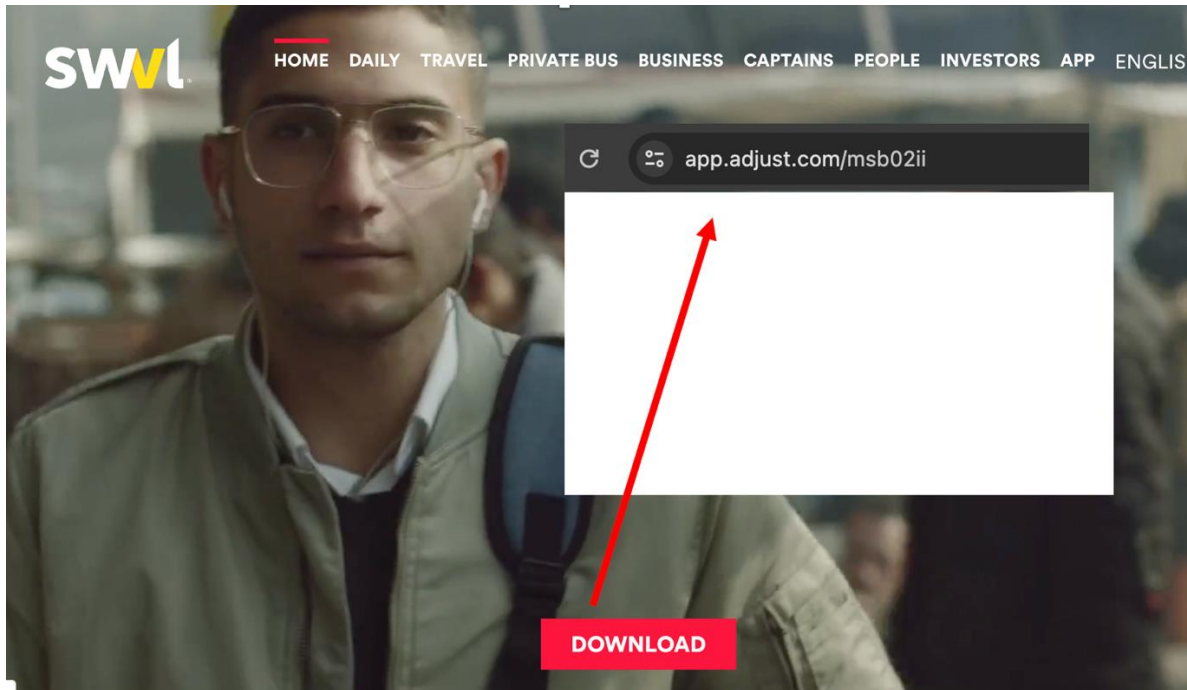 swvl
HOME DAILY TRAVEL PRIVATE BUS BUSINESS CAPTAINS PEOPLE INVESTORS APP ENGLIS
app.adjust.com/msb02ii
DOWNLOAD